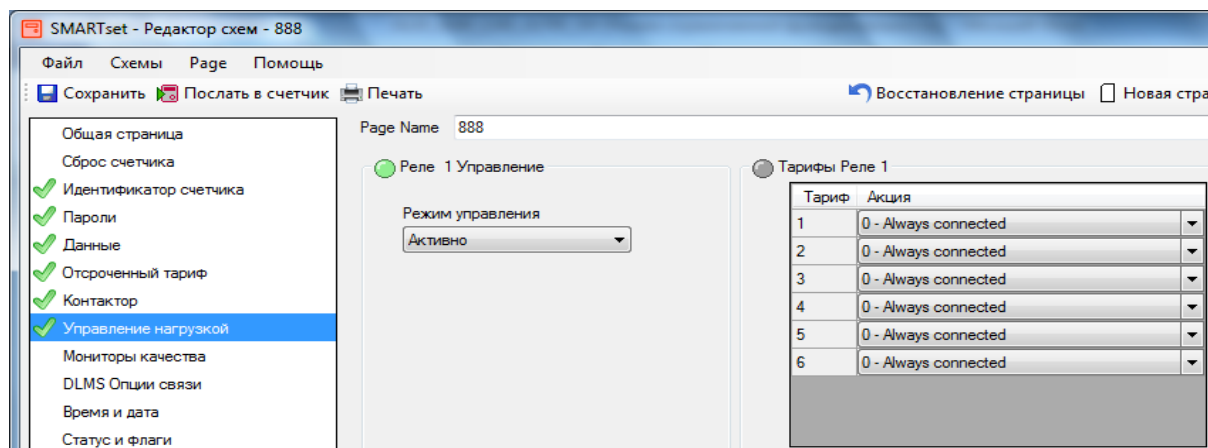 SMARTset - Редактор схем - 888
Файл Схемы Page Помощь
Сохранить Послать в счетчик Печать Восстановление страницы Новая стра
Общая страница
Сброс счетчика
Идентификатор счетчика
Пароли
Данные
Отсроченный тариф
Контактор
Управление нагрузкой
Мониторы качества
DLMS Опции связи
Время и дата
Статус и флаги
Page Name 888
Реле 1 Управление
Режим управления
Активно
Тарифы Реле 1
Тариф Акция
1 0 - Always connected
2 0 - Always connected
3 0 - Always connected
4 0 - Always connected
5 0 - Always connected
6 0 - Always connected